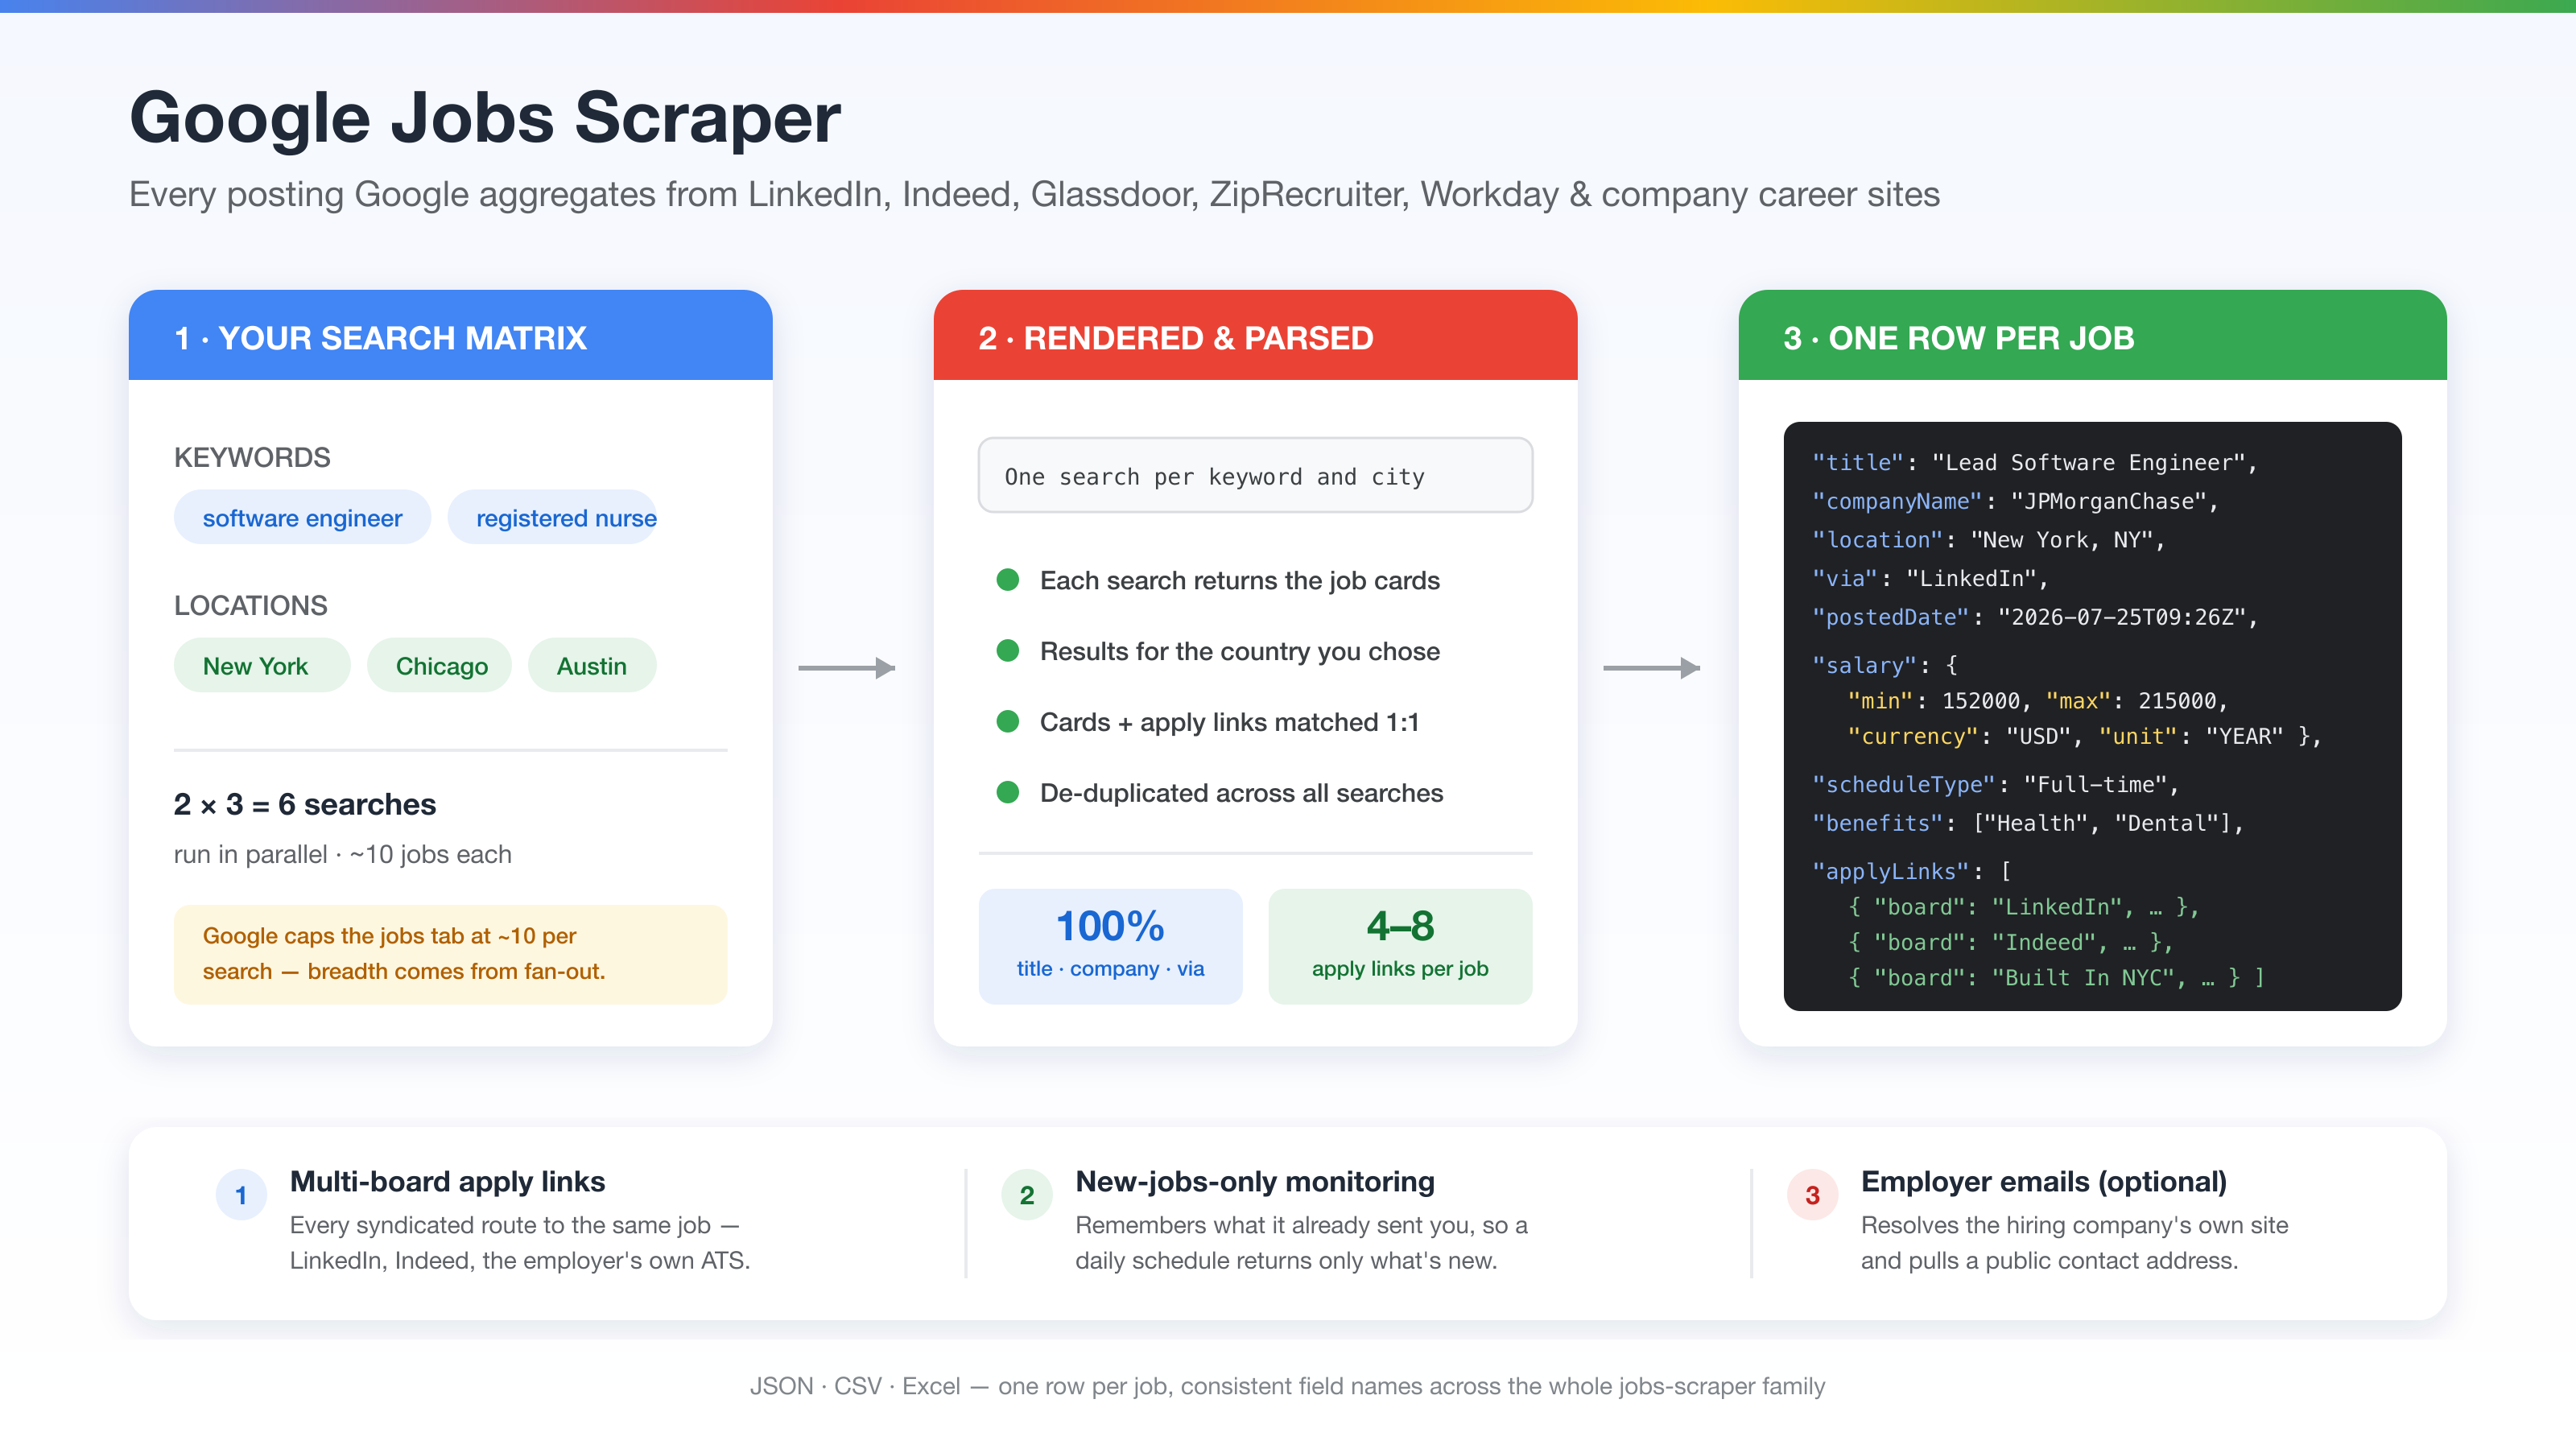 Google Jobs Scraper
Every posting Google aggregates from LinkedIn, Indeed, Glassdoor, ZipRecruiter, Workday & company career sites
1 · YOUR SEARCH MATRIX
KEYWORDS
software engineer registered nurse
LOCATIONS
New York Chicago Austin
2 × 3 = 6 searches
run in parallel · ~10 jobs each
Google caps the jobs tab at ~10 per
search — breadth comes from fan-out.
2 · RENDERED & PARSED
One search per keyword and city
Each search returns the job cards
Results for the country you chose
Cards + apply links matched 1:1
De-duplicated across all searches
100%
title · company · via
4–8
apply links per job
3 · ONE ROW PER JOB
"title": "Lead Software Engineer",
"companyName": "JPMorganChase",
"location": "New York, NY",
"via": "LinkedIn",
"postedDate": "2026-07-25T09:26Z",
"salary": {
"min": 152000, "max": 215000,
"currency": "USD", "unit": "YEAR" },
"scheduleType": "Full-time",
"benefits": ["Health", "Dental"],
"applyLinks": [
{ "board": "LinkedIn", … },
{ "board": "Indeed", … },
{ "board": "Built In NYC", … } ]
1
Multi-board apply links
Every syndicated route to the same job —
LinkedIn, Indeed, the employer's own ATS.
2
New-jobs-only monitoring
Remembers what it already sent you, so a
daily schedule returns only what's new.
3
Employer emails (optional)
Resolves the hiring company's own site
and pulls a public contact address.
JSON · CSV · Excel — one row per job, consistent field names across the whole jobs-scraper family